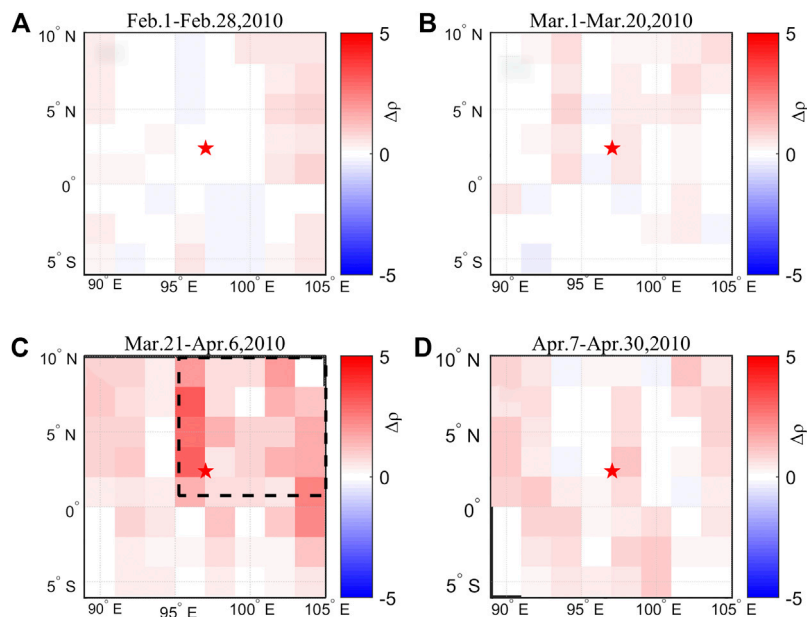 A
Feb.1-Feb.28,2010
10° N
5° N
0°
5° S
90° E
95° E
100° E
105° E
5
0
-5
Δρ
B
Mar.1-Mar.20,2010
10° N
5° N
0°
5° S
90° E
95° E
100° E
105° E
5
0
-5
Δρ
C
Mar.21-Apr.6,2010
10° N
5° N
0°
5° S
90° E
95° E
100° E
105° E
5
0
-5
Δρ
D
Apr.7-Apr.30,2010
10° N
5° N
0°
5° S
90° E
95° E
100° E
105° E
5
0
-5
Δρ